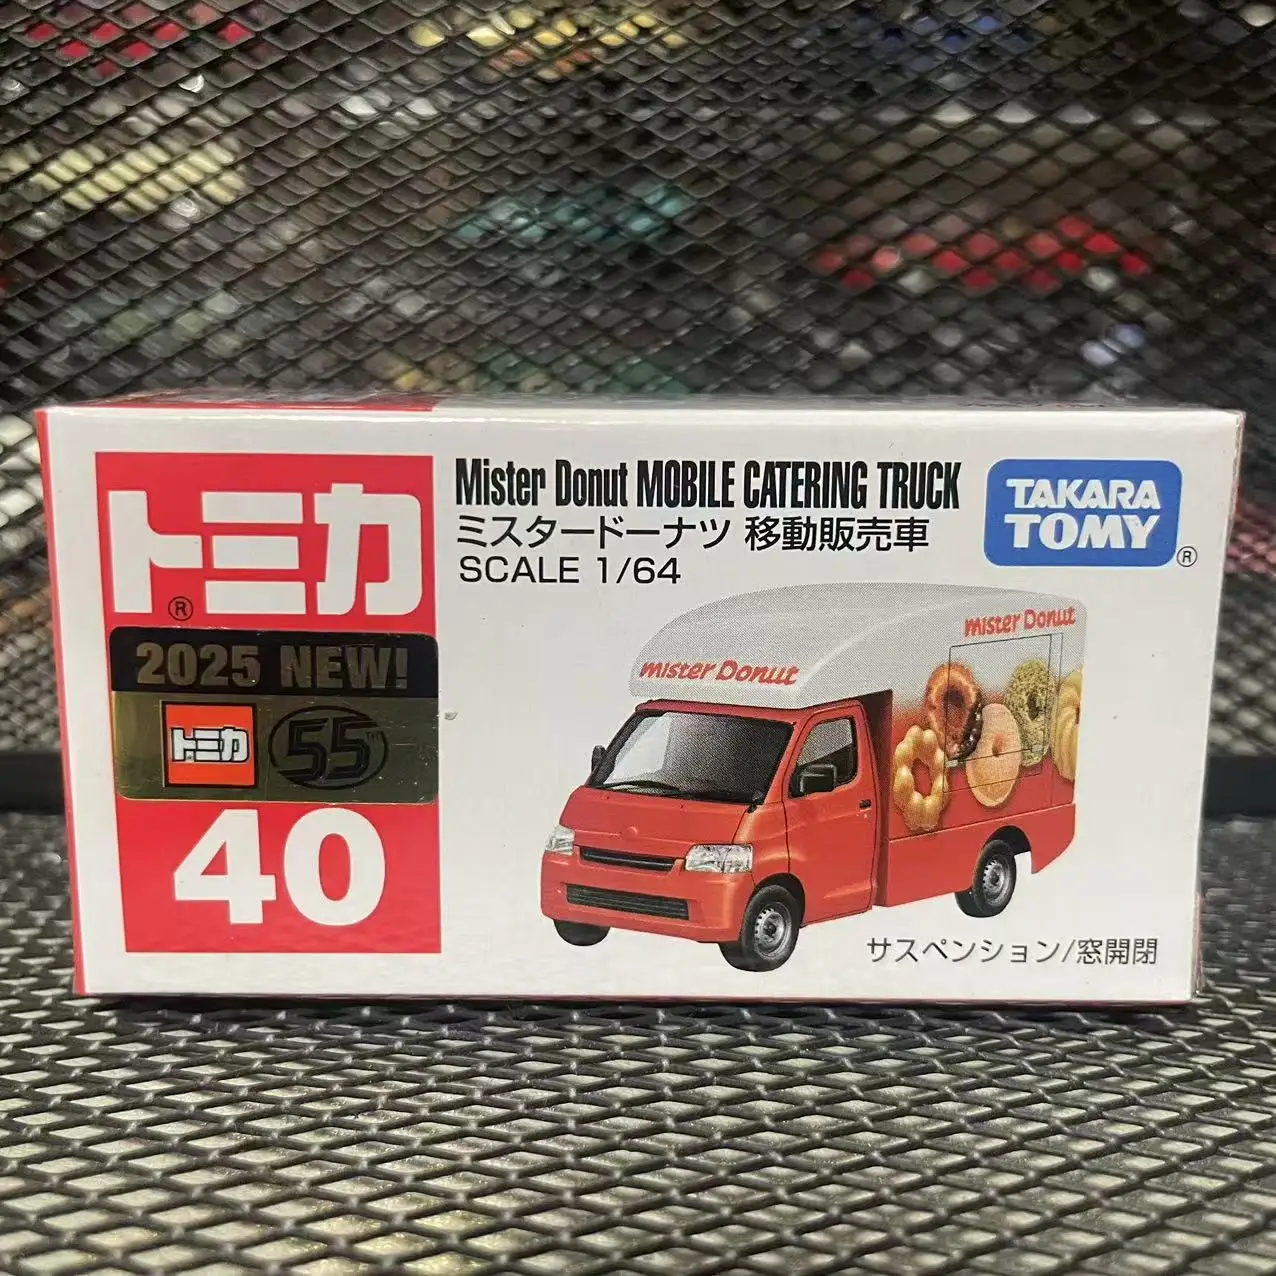 トミカ
®
2025 NEW!
トミカ 55™
40
Mister Donut MOBILE CATERING TRUCK
ミスタードーナツ 移動販売車
SCALE 1/64
TAKARA
TOMY
®
mister Donut
mister Donut
サスペンション/窓開閉